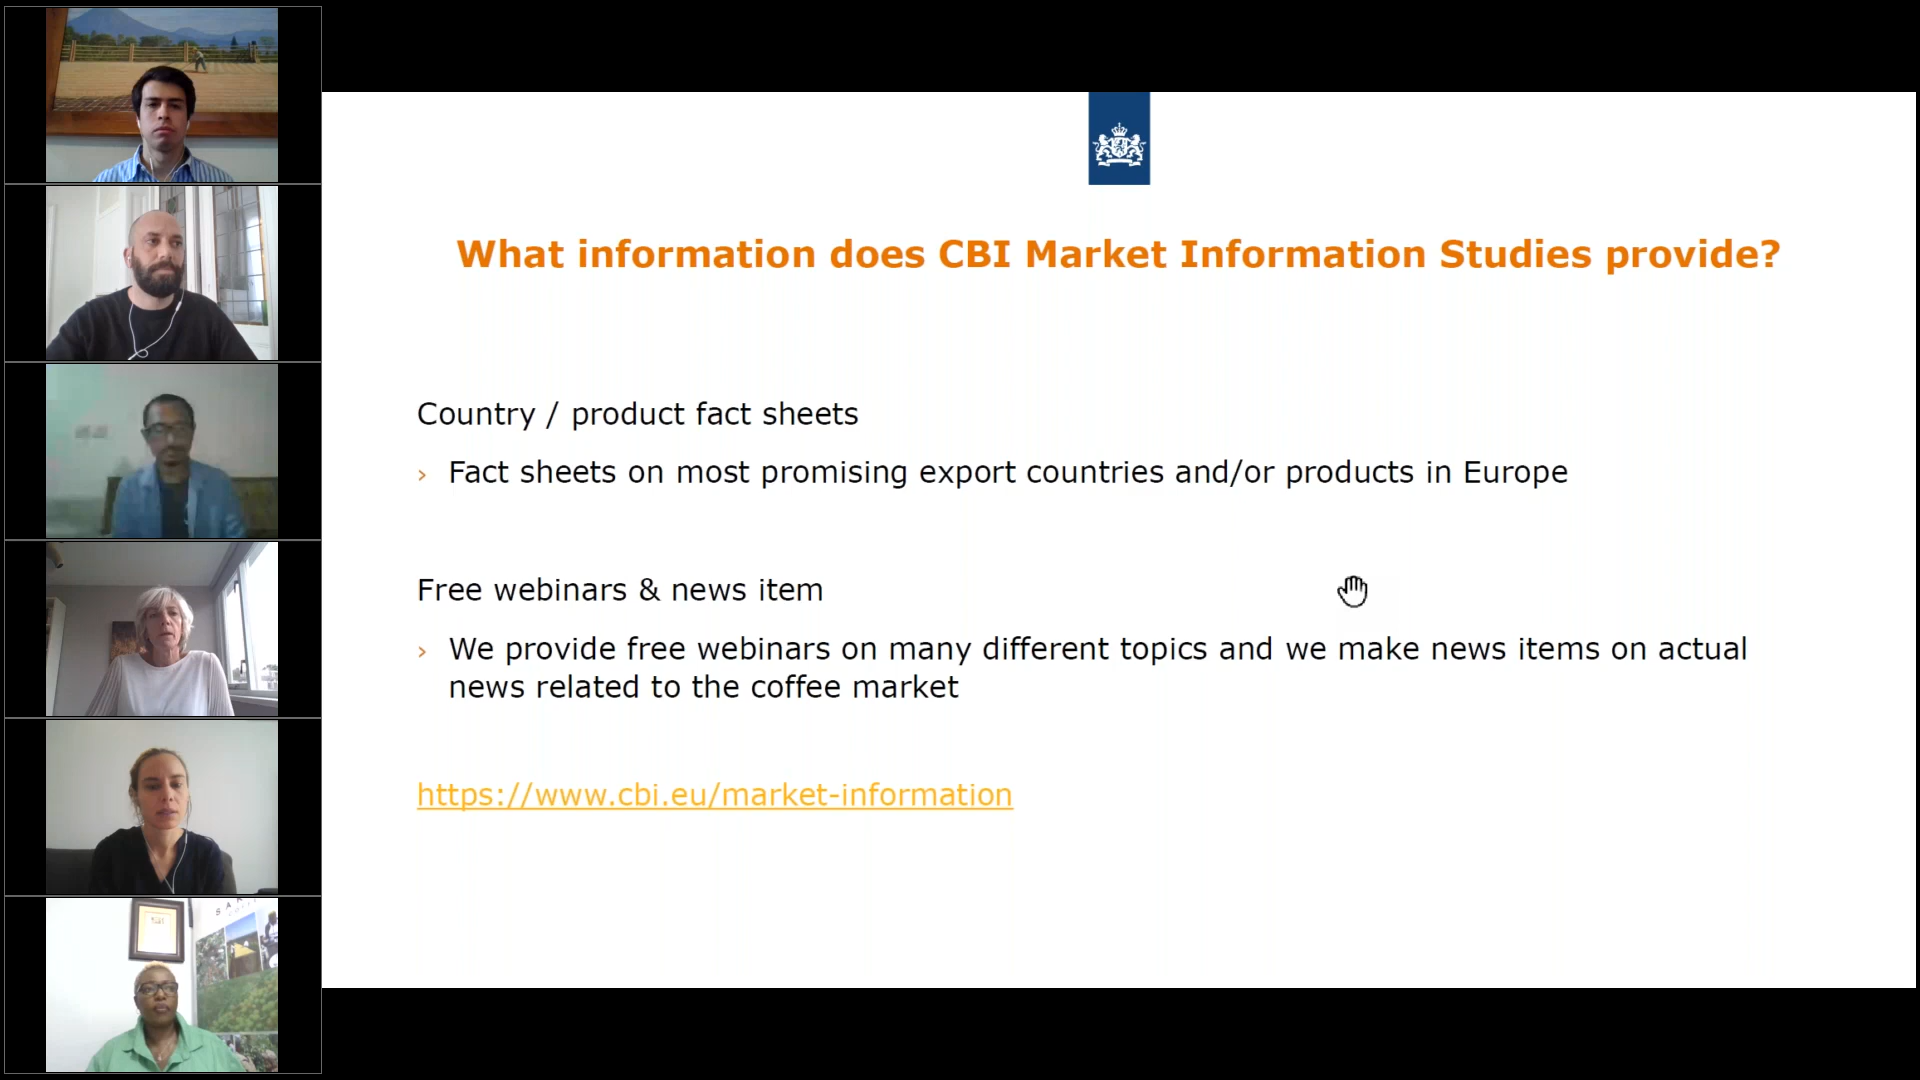 What information does CBI Market Information Studies provide?
Country / product fact sheets
› Fact sheets on most promising export countries and/or products in Europe
Free webinars & news item
› We provide free webinars on many different topics and we make news items on actual
news related to the coffee market
https://www.cbi.eu/market-information